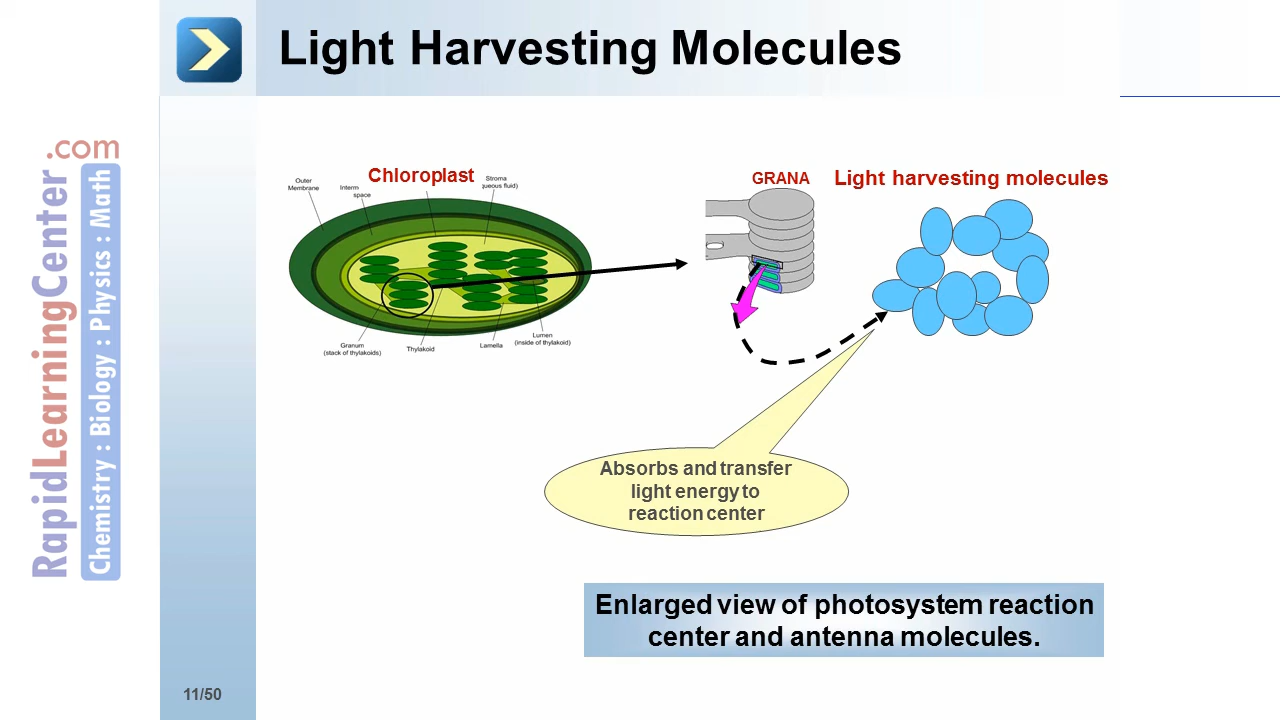 Light Harvesting Molecules
.com
RapidLearningCenter
Chemistry : Biology : Physics : Math
Chloroplast
Outer
Membrane
Interm
space
Stroma
queous fluid)
GRANA
Light harvesting molecules
Granum
(stack of thylakoids)
Thylakoid
Lamella
Lumen
(inside of thylakoid)
Absorbs and transfer
light energy to
reaction center
Enlarged view of photosystem reaction
center and antenna molecules.
11/50